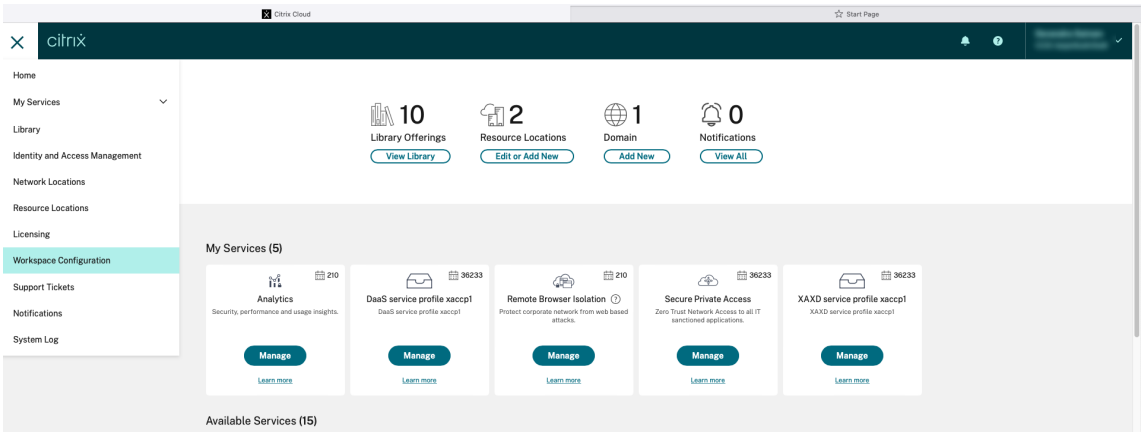 Citrix Cloud
Start Page
citrix
Home
My Services
Library
Identity and Access Management
Network Locations
Resource Locations
Licensing
Workspace Configuration
Support Tickets
Notifications
System Log
10
Library Offerings
View Library
2
Resource Locations
Edit or Add New
1
Domain
Add New
0
Notifications
View All
My Services (5)
210
Analytics
Security, performance and usage insights.
Manage
Learn more
36233
DaaS service profile xaccp1
DaaS service profile xaccp1
Manage
Learn more
210
Remote Browser Isolation ?
Protect corporate network from web based
attacks.
Manage
Learn more
36233
Secure Private Access
Zero Trust Network Access to all IT
sanctioned applications.
Manage
Learn more
36233
XAXD service profile xaccp1
XAXD service profile xaccp1
Manage
Learn more
Available Services (15)